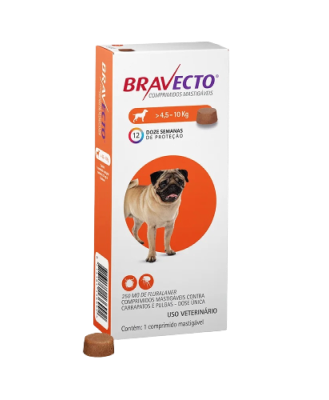 BRAVECTO
COMPRIMIDOS MASTIGÁVEIS
> 4,5 - 10 Kg
12
DOZE SEMANAS
DE PROTEÇÃO
250 MG DE FLURALANER
COMPRIMIDOS MASTIGÁVEIS CONTRA
CARRAPATOS E PULGAS - DOSE ÚNICA
USO VETERINÁRIO
Contém: 1 comprimido mastigável
BRAVECTO